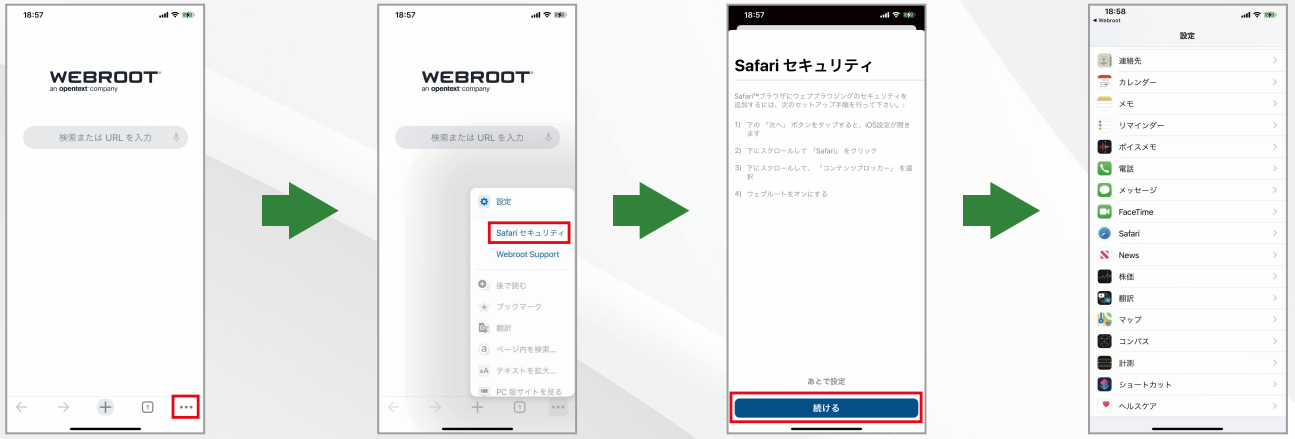 18:57
WEBROOT
an opentext company
検索または URL を入力
1
18:57
WEBROOT
an opentext company
検索または URL を入力
設定
Safari セキュリティ
Webroot Support
後で読む
ブックマーク
翻訳
ページ内を検索...
AA テキストを拡大...
PC 版サイトを見る
1
18:57
Safari セキュリティ
Safari™ブラウザにウェブブラウジングのセキュリティを
追加するには、次のセットアップ手順を行って下さい。:
1) 下の 「次へ」 ボタンをタップすると、iOS設定が開き
ます
2) 下にスクロールして 「Safari」 をクリック
3) 下にスクロールして、 「コンテンツブロッカー」 を選
択
4) ウェブルートをオンにする
あとで設定
続ける
18:58
◀ Webroot
設定
連絡先
カレンダー
メモ
リマインダー
ボイスメモ
電話
メッセージ
FaceTime
Safari
News
株価
翻訳
マップ
コンパス
計測
ショートカット
ヘルスケア